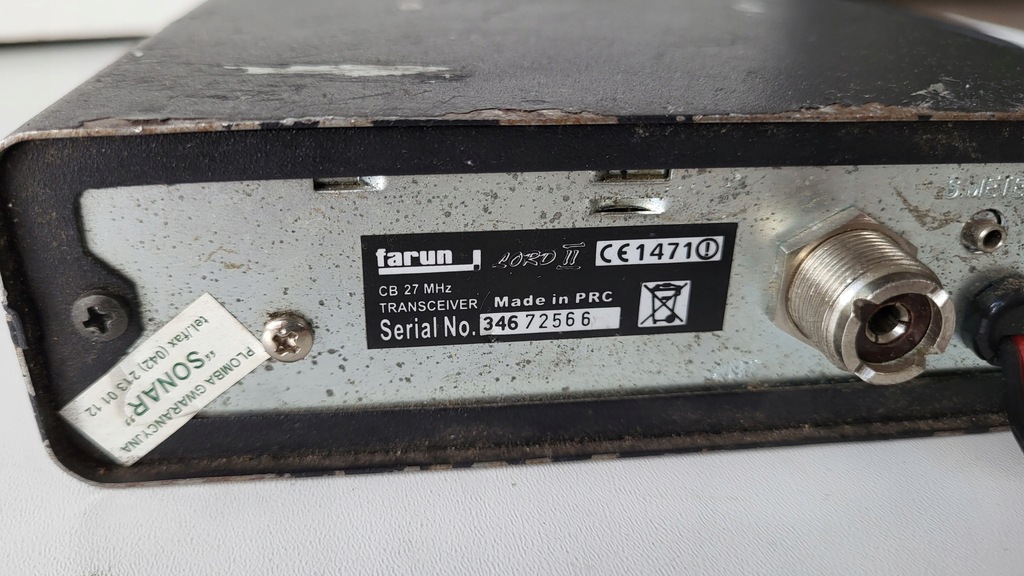 farun LORD II CE1471
CB 27 MHz
TRANSCEIVER Made in PRC
Serial No. 34672566
S.METE
PLOMBA GWARANCYJNA
"SONAR"
tel./fax (042) 213 01 12